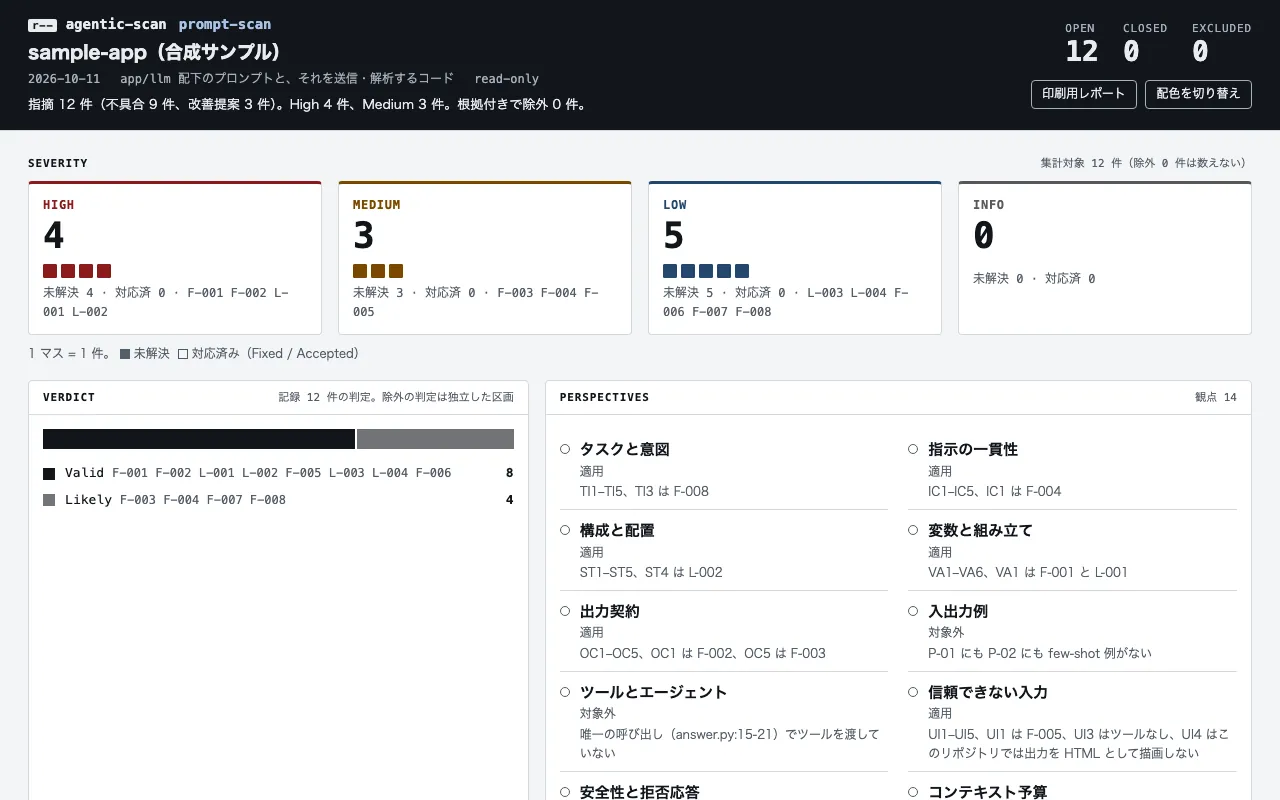 r-- agentic-scan prompt-scan
sample-app（合成サンプル）
2026-10-11 app/llm 配下のプロンプトと、それを送信・解析するコード read-only
指摘 12 件（不具合 9 件、改善提案 3 件）。High 4 件、Medium 3 件。根拠付きで除外 0 件。
OPEN CLOSED EXCLUDED
12 0 0
印刷用レポート 配色を切り替え
SEVERITY 集計対象 12 件（除外 0 件は数えない）
HIGH
4
未解決 4 · 対応済 0 · F-001 F-002 L-
001 L-002
MEDIUM
3
未解決 3 · 対応済 0 · F-003 F-004 F-
005
LOW
5
未解決 5 · 対応済 0 · L-003 L-004 F-
006 F-007 F-008
INFO
0
未解決 0 · 対応済 0
1 マス = 1 件。 未解決 対応済み（Fixed / Accepted）
VERDICT 記録 12 件の判定。除外の判定は独立した区画
Valid F-001 F-002 L-001 L-002 F-005 L-003 L-004 F-006 8
Likely F-003 F-004 F-007 F-008 4
PERSPECTIVES 観点 14
タスクと意図
適用
TI1–TI5、TI3 は F-008
指示の一貫性
適用
IC1–IC5、IC1 は F-004
構成と配置
適用
ST1–ST5、ST4 は L-002
変数と組み立て
適用
VA1–VA6、VA1 は F-001 と L-001
出力契約
適用
OC1–OC5、OC1 は F-002、OC5 は F-003
入出力例
対象外
P-01 にも P-02 にも few-shot 例がない
ツールとエージェント
対象外
唯一の呼び出し（answer.py:15-21）でツールを渡して
いない
信頼できない入力
適用
UI1–UI5、UI1 は F-005、UI3 はツールなし、UI4 はこ
のリポジトリでは出力を HTML として描画しない
安全性と拒否応答
コンテキスト予算